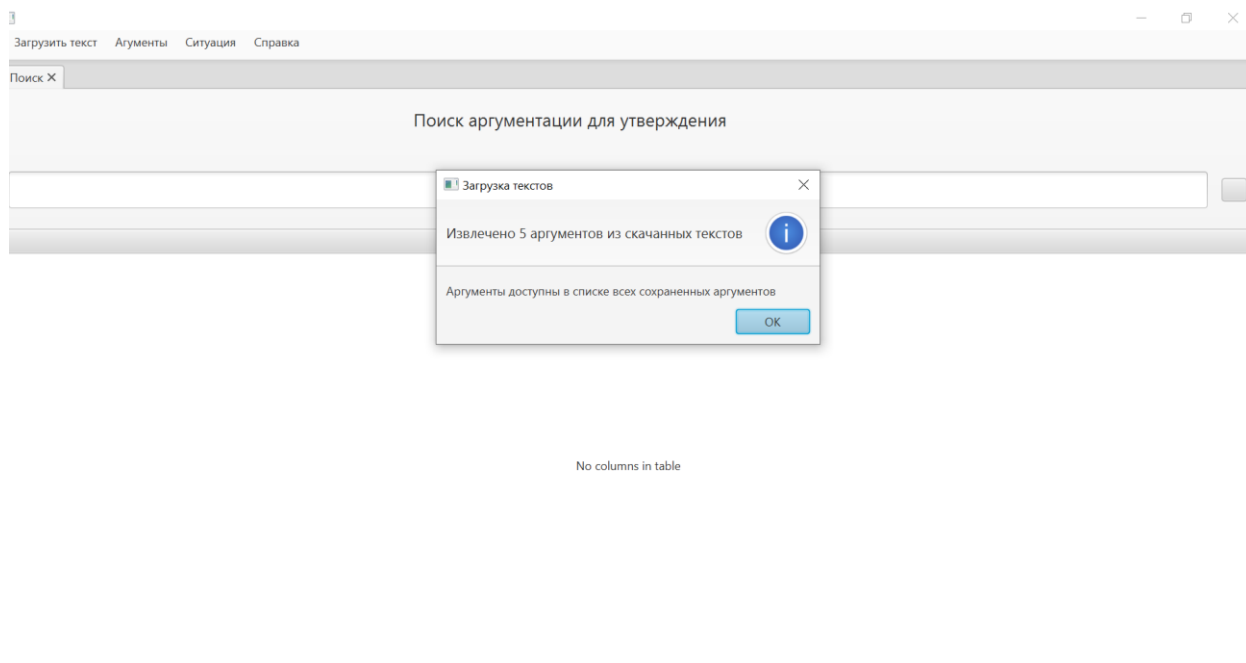 Загрузить текст Агументы Ситуация Справка
Поиск
Поиск аргументации для утверждения
Загрузка текстов
Извлечено 5 аргументов из скачанных текстов
Аргументы доступны в списке всех сохраненных аргументов
OK
No columns in table